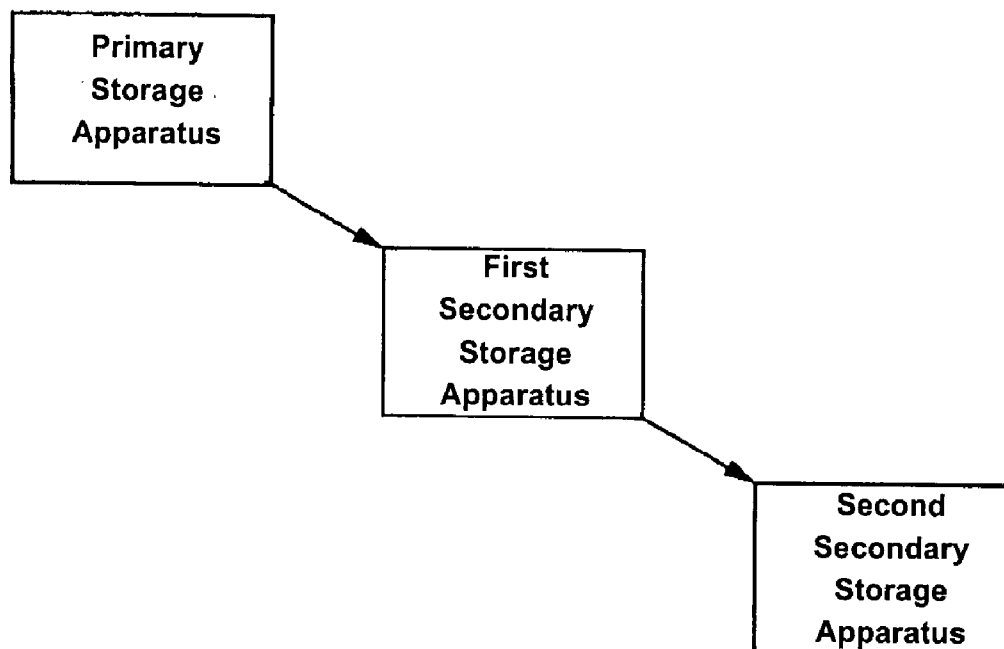 Primary
Storage
Apparatus
First
Secondary
Storage
Apparatus
Second
Secondary
Storage
Apparatus